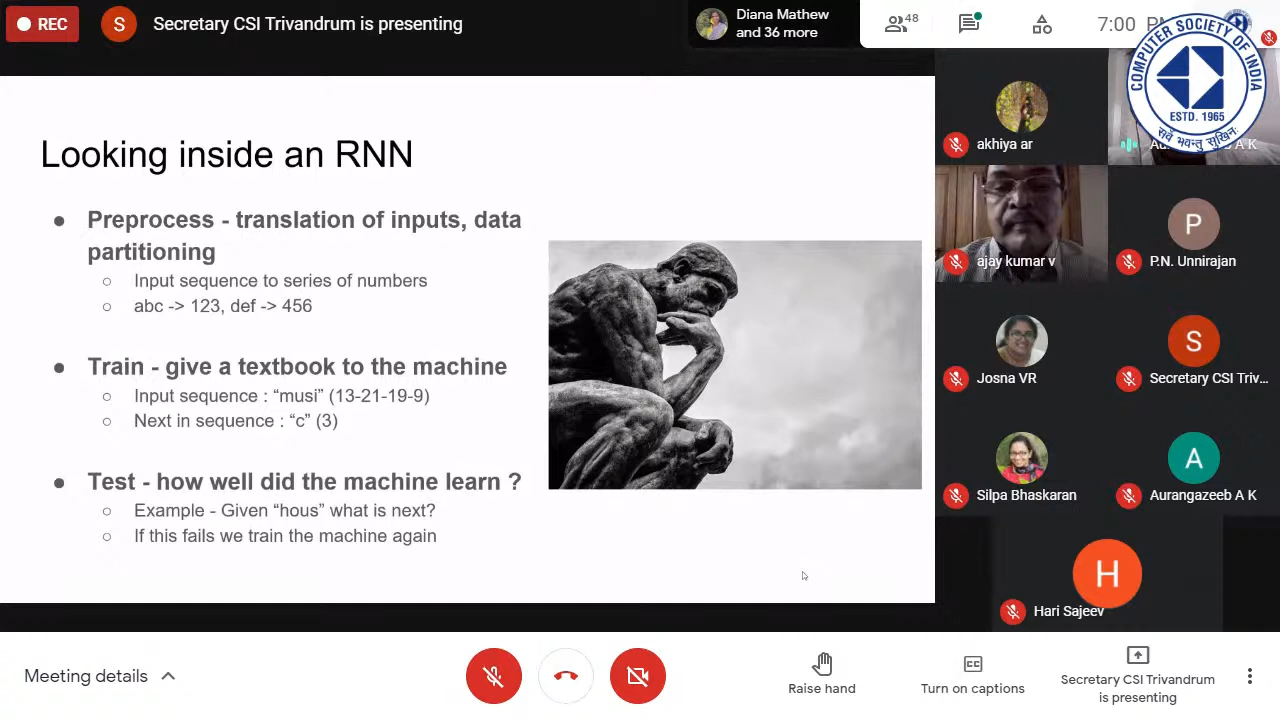 REC
S
Secretary CSI Trivandrum is presenting
Diana Mathew
and 36 more
48
7:00
COMPUTER SOCIETY OF INDIA
ESTD. 1965
सर्वे भवन्तु सुखिनः
Looking inside an RNN
● Preprocess - translation of inputs, data
partitioning
○ Input sequence to series of numbers
○ abc -> 123, def -> 456
● Train - give a textbook to the machine
○ Input sequence : “musi” (13-21-19-9)
○ Next in sequence : “c” (3)
● Test - how well did the machine learn ?
○ Example - Given “hous” what is next?
○ If this fails we train the machine again
akhiya ar
A K
ajay kumar v
P
P.N. Unnirajan
Josna VR
S
Secretary CSI Triv...
Silpa Bhaskaran
A
Aurangazeeb A K
H
Hari Sajeev
Meeting details
Raise hand
CC
Turn on captions
Secretary CSI Trivandrum
is presenting